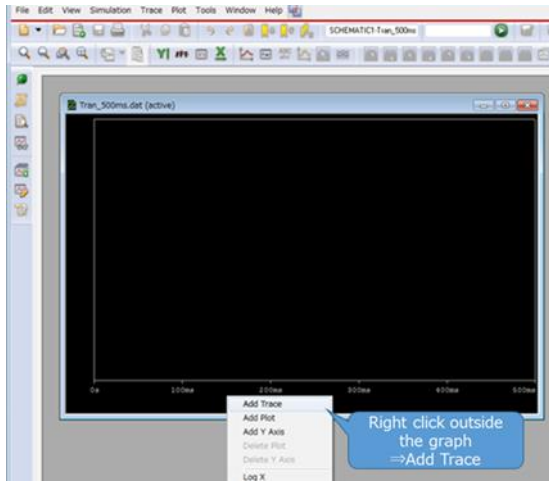 File Edit View Simulation Trace Plot Tools Window Help
SCHEMATIC1-Tran_500ms
Tran_500ms.dat (active)
0s 100ms 200ms 300ms 400ms 500ms
Add Trace
Add Plot
Add Y Axis
Delete Plot
Delete Y Axis
Log X
Right click outside
the graph
⇒Add Trace